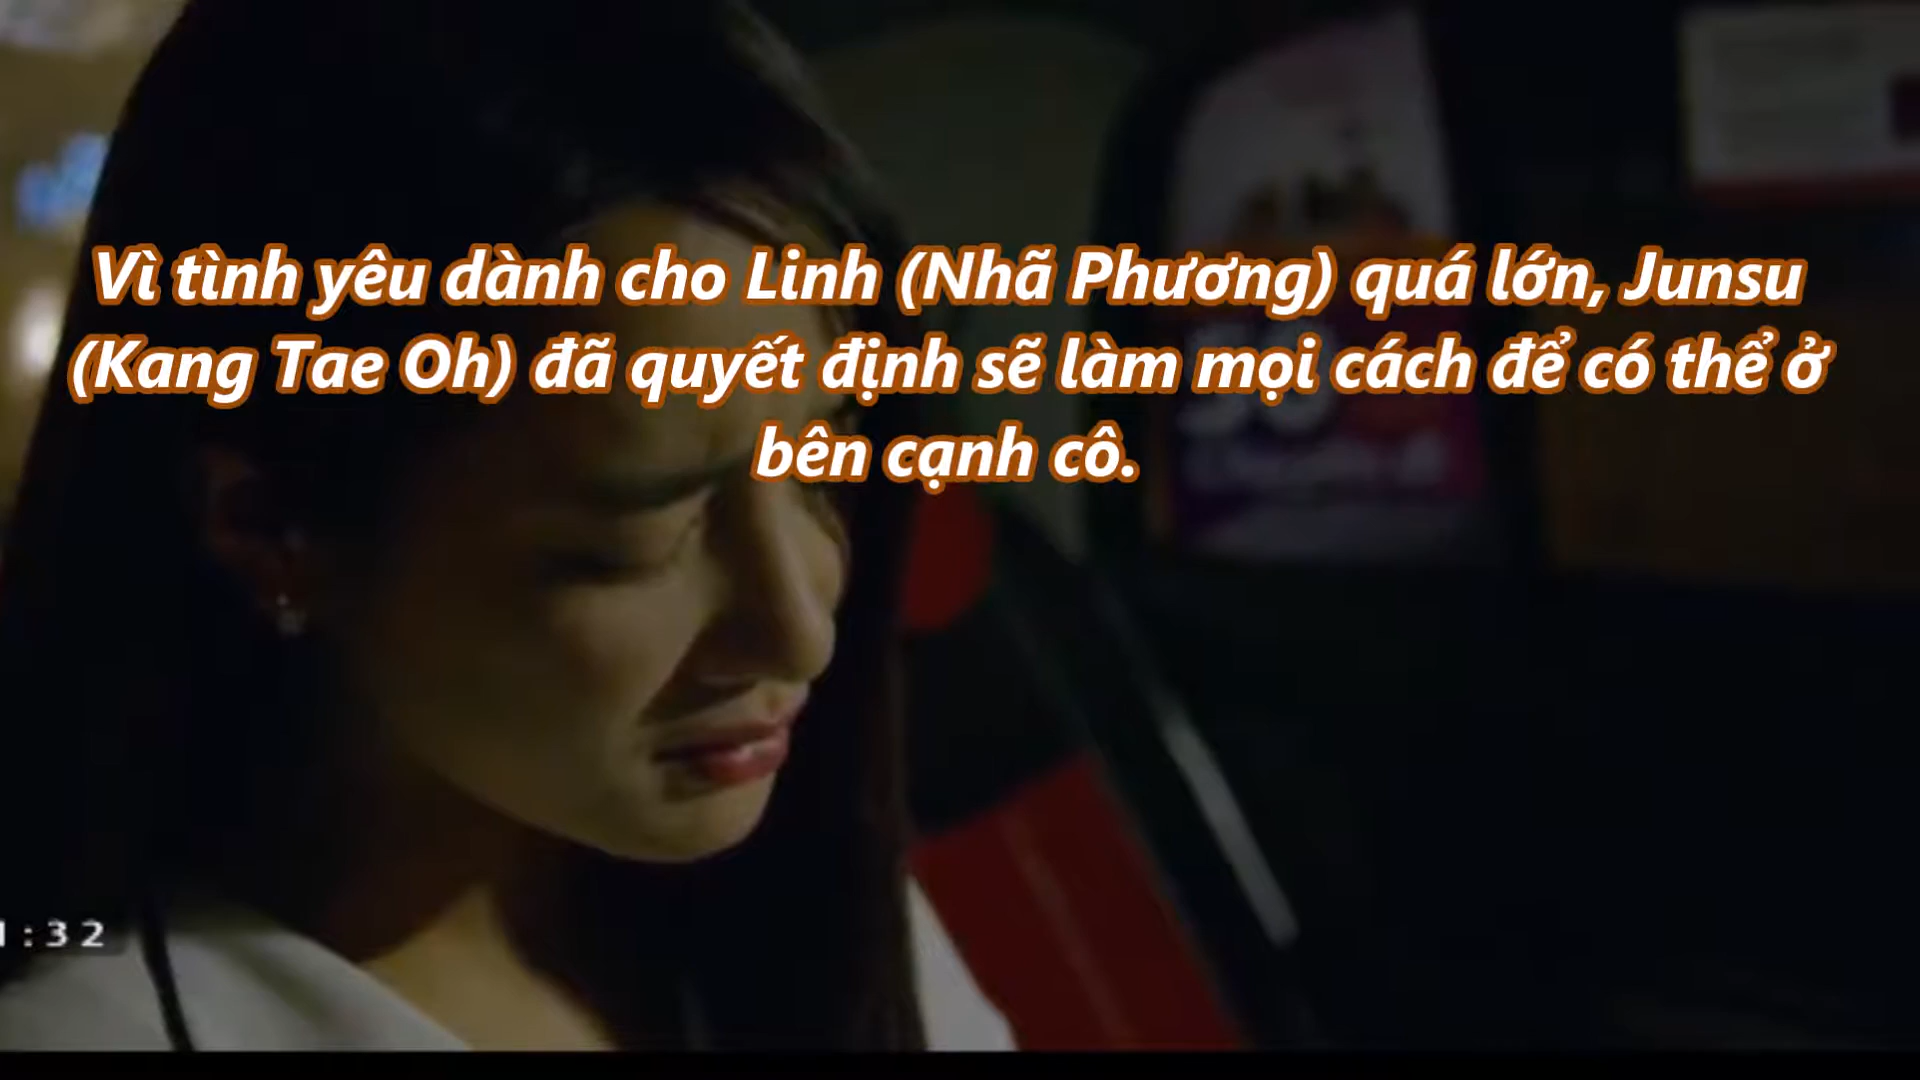 Vì tình yêu dành cho Linh (Nhã Phương) quá lớn, Junsu
(Kang Tae Oh) đã quyết định sẽ làm mọi cách để có thể ở
bên cạnh cô.
:32